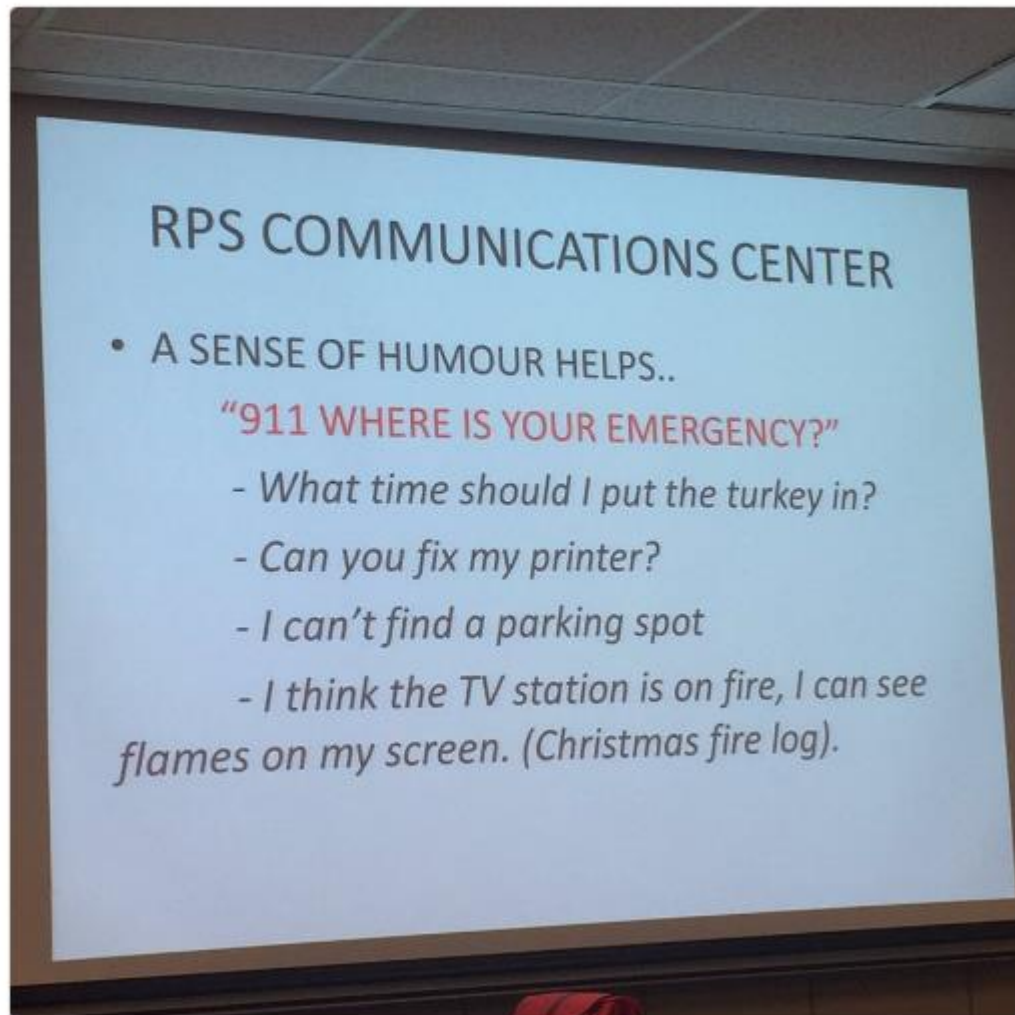 RPS COMMUNICATIONS CENTER
• A SENSE OF HUMOUR HELPS..
“911 WHERE IS YOUR EMERGENCY?”
- What time should I put the turkey in?
- Can you fix my printer?
- I can’t find a parking spot
- I think the TV station is on fire, I can see
flames on my screen. (Christmas fire log).